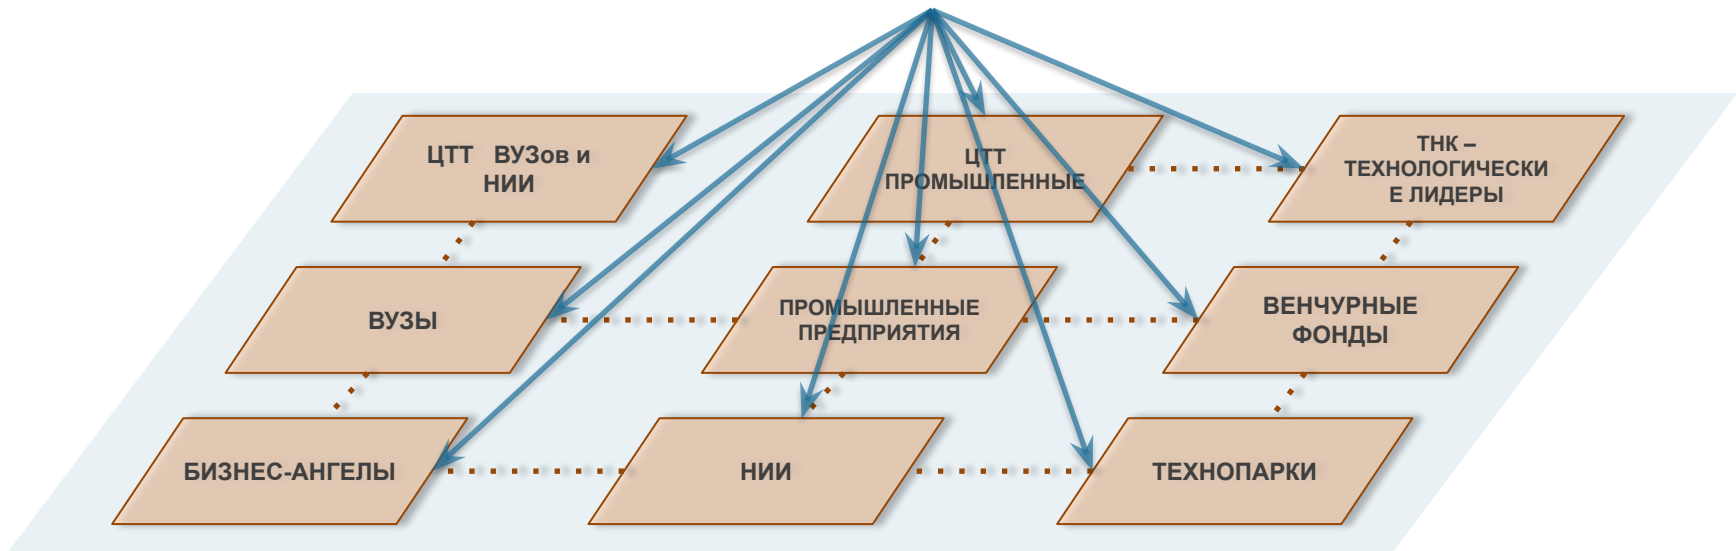 ЦТТ ВУЗов и
НИИ
ЦТТ
ПРОМЫШЛЕННЫЕ
ТНК –
ТЕХНОЛОГИЧЕСКИ
Е ЛИДЕРЫ
ВУЗЫ
ПРОМЫШЛЕННЫЕ
ПРЕДПРИЯТИЯ
ВЕНЧУРНЫЕ
ФОНДЫ
БИЗНЕС-АНГЕЛЫ
НИИ
ТЕХНОПАРКИ